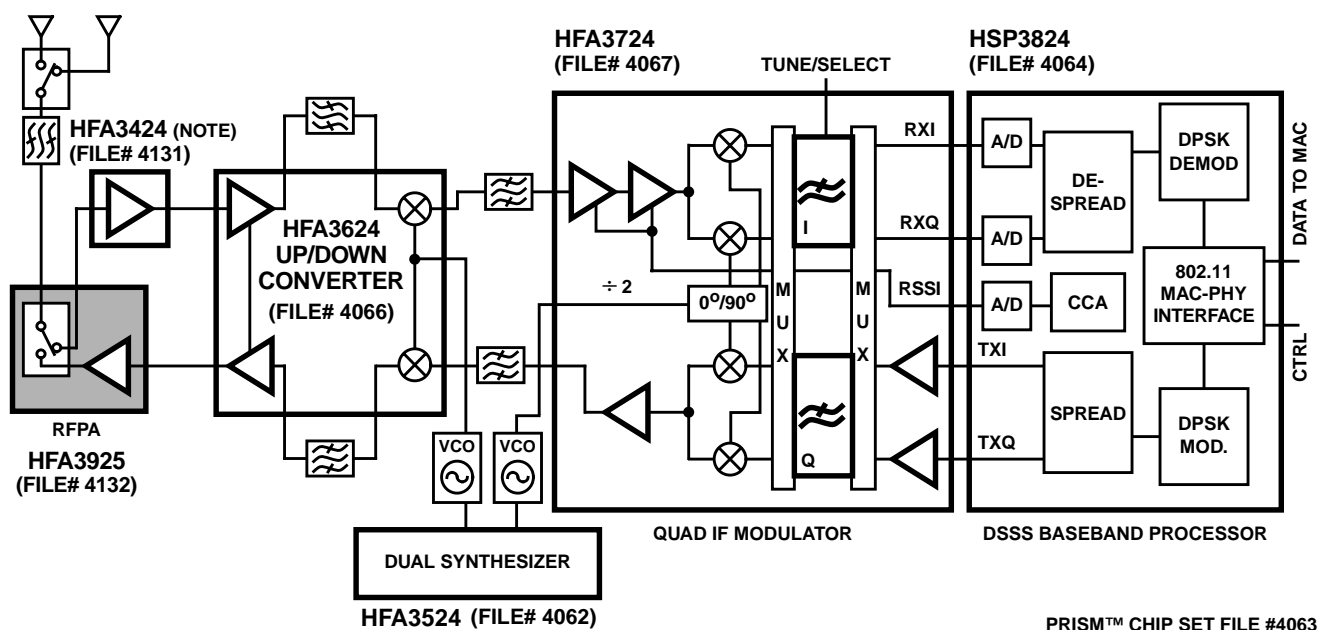 HFA3424 (NOTE)
(FILE# 4131)
HFA3624
UP/DOWN
CONVERTER
(FILE# 4066)
RFPA
HFA3925
(FILE# 4132)
VCO
VCO
DUAL SYNTHESIZER
HFA3524 (FILE# 4062)
HFA3724
(FILE# 4067)
TUNE/SELECT
I
÷ 2
0O/90O
M
U
X
M
U
X
Q
QUAD IF MODULATOR
RXI
RXQ
RSSI
TXI
TXQ
HSP3824
(FILE# 4064)
A/D
A/D
A/D
DE-
SPREAD
CCA
SPREAD
DPSK
DEMOD
802.11
MAC-PHY
INTERFACE
DPSK
MOD.
DATA TO MAC
CTRL
DSSS BASEBAND PROCESSOR
PRISM™ CHIP SET FILE #4063